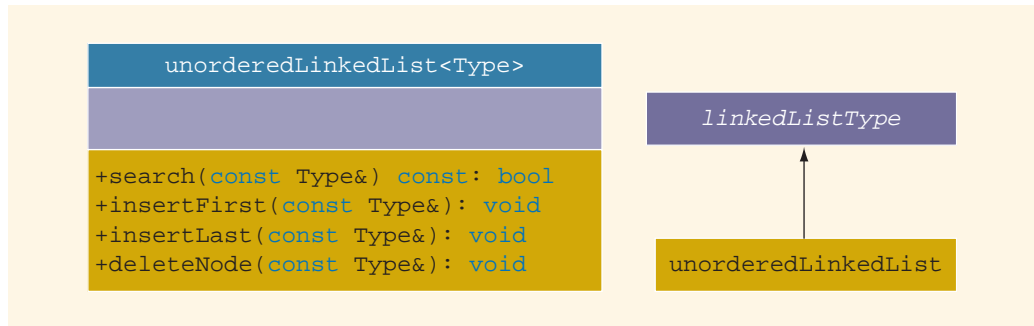 unorderedLinkedList<Type>
+search(const Type&) const: bool
+insertFirst(const Type&): void
+insertLast(const Type&): void
+deleteNode(const Type&): void
linkedListType
unorderedLinkedList